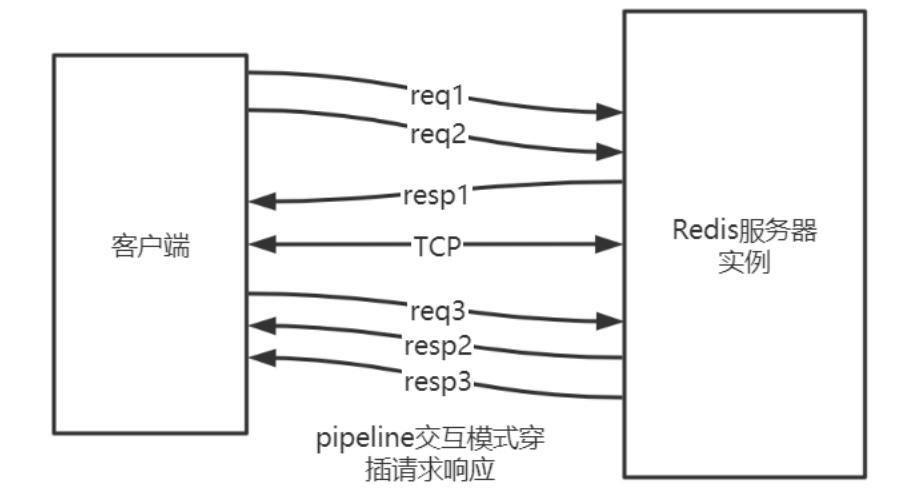 req1
req2
resp1
客户端
TCP
Redis服务器
实例
req3
resp2
resp3
pipeline交互模式穿
插请求响应